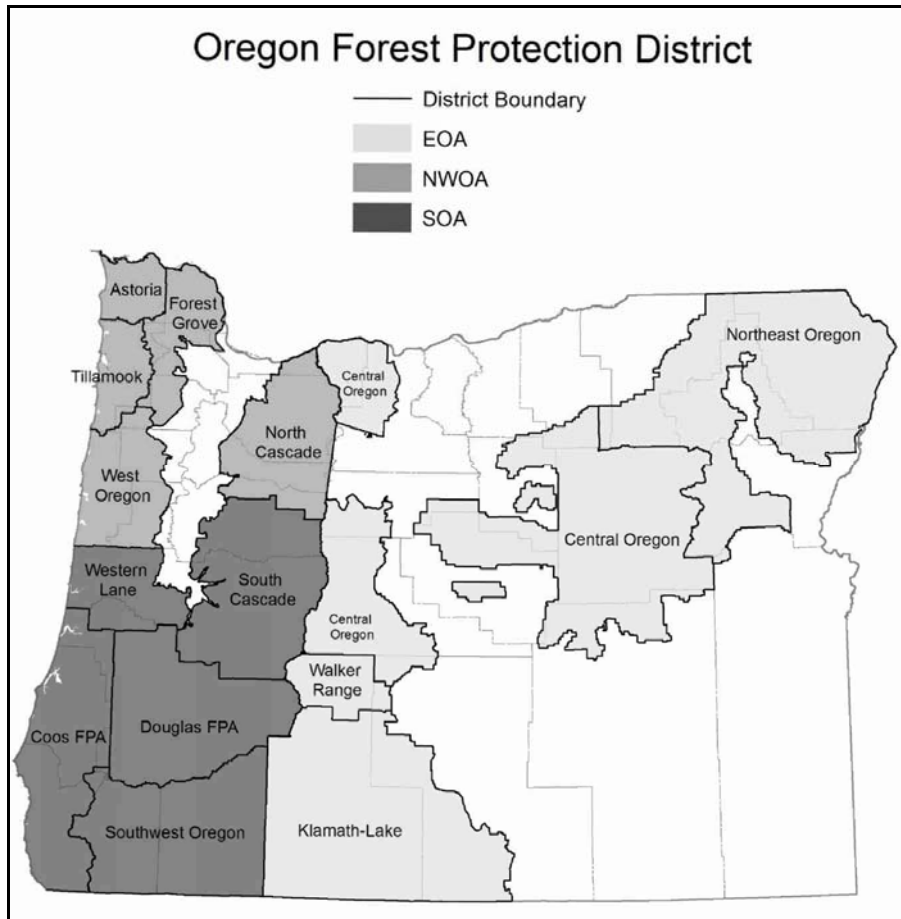 Oregon Forest Protection District
District Boundary
EOA
NWOA
SOA
Astoria
Forest
Grove
Northeast Oregon
Tillamook
Central
Oregon
North
Cascade
West
Oregon
Central Oregon
Western
Lane
South
Cascade
Central
Oregon
Walker
Range
Coos FPA
Douglas FPA
Southwest Oregon
Klamath-Lake